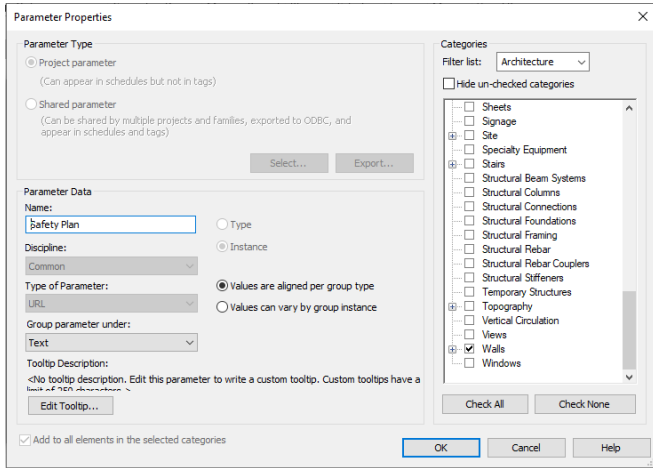 Parameter Properties
Parameter Type
Project parameter
(Can appear in schedules but not in tags)
Shared parameter
(Can be shared by multiple projects and families, exported to ODBC, and
appear in schedules and tags)
Select...
Export...
Parameter Data
Name:
Safety Plan
Type
Discipline:
Instance
Common
Type of Parameter:
Values are aligned per group type
URL
Values can vary by group instance
Group parameter under:
Text
Tooltip Description:
<No tooltip description. Edit this parameter to write a custom tooltip. Custom tooltips have a
limit of 250 characters.>
Edit Tooltip...
Add to all elements in the selected categories
Categories
Filter list:
Architecture
Hide un-checked categories
Sheets
Signage
Site
Specialty Equipment
Stairs
Structural Beam Systems
Structural Columns
Structural Connections
Structural Foundations
Structural Framing
Structural Rebar
Structural Rebar Couplers
Structural Stiffeners
Temporary Structures
Topography
Vertical Circulation
Views
Walls
Windows
Check All
Check None
OK
Cancel
Help